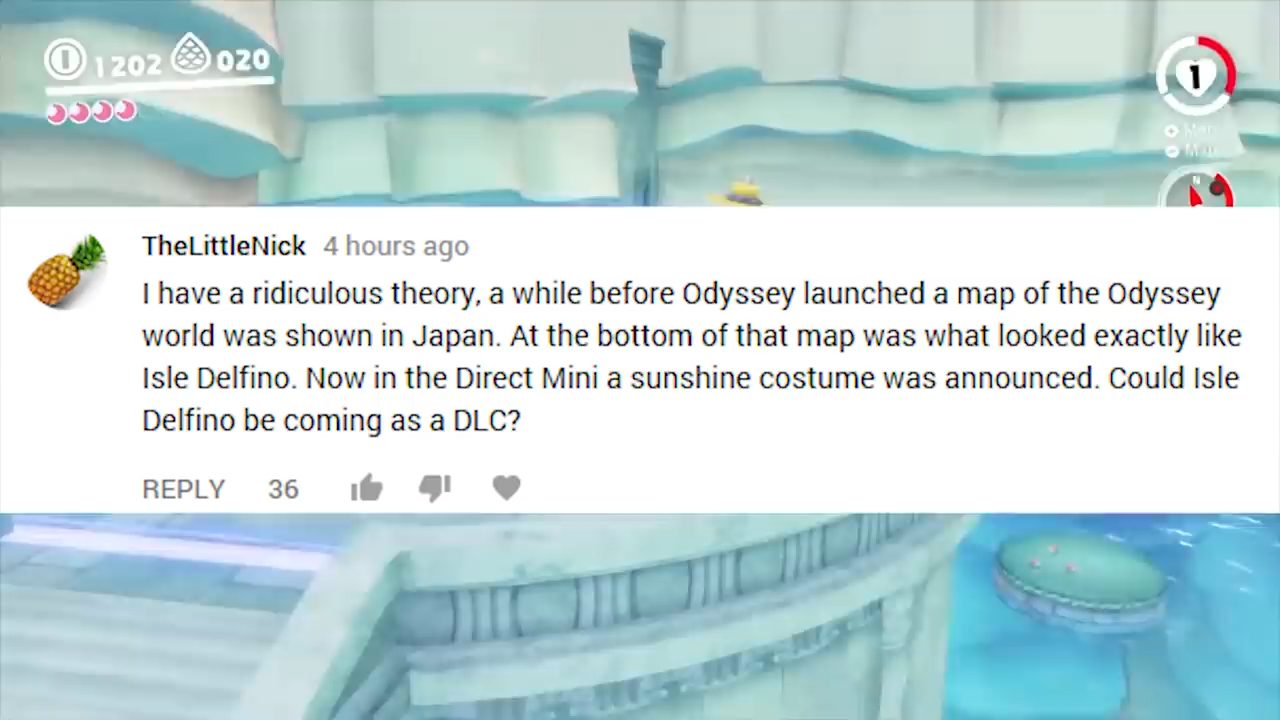 1202 020
1
N
TheLittleNick 4 hours ago
I have a ridiculous theory, a while before Odyssey launched a map of the Odyssey
world was shown in Japan. At the bottom of that map was what looked exactly like
Isle Delfino. Now in the Direct Mini a sunshine costume was announced. Could Isle
Delfino be coming as a DLC?
REPLY 36